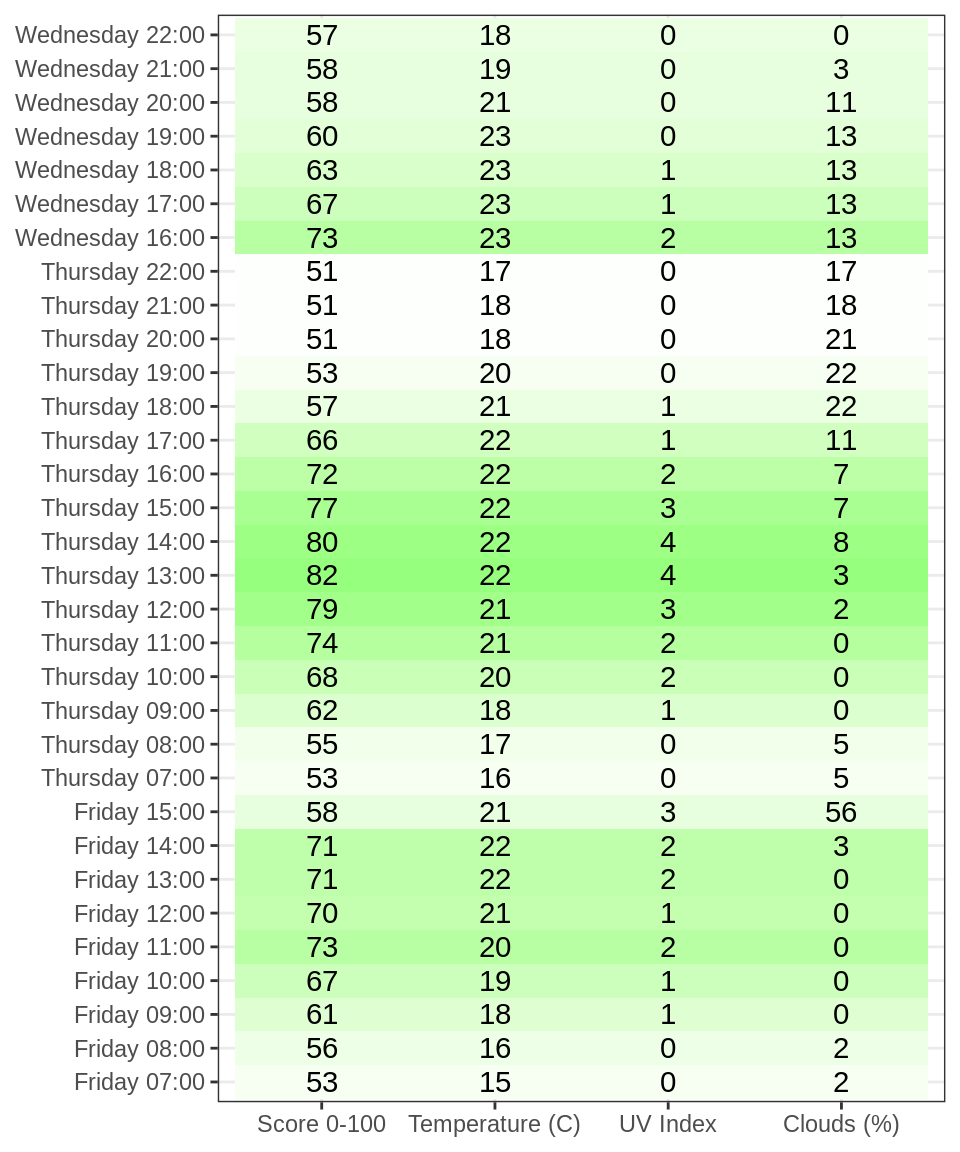 Wednesday 22:00 57 18 0 0
Wednesday 21:00 58 19 0 3
Wednesday 20:00 58 21 0 11
Wednesday 19:00 60 23 0 13
Wednesday 18:00 63 23 1 13
Wednesday 17:00 67 23 1 13
Wednesday 16:00 73 23 2 13
Thursday 22:00 51 17 0 17
Thursday 21:00 51 18 0 18
Thursday 20:00 51 18 0 21
Thursday 19:00 53 20 0 22
Thursday 18:00 57 21 1 22
Thursday 17:00 66 22 1 11
Thursday 16:00 72 22 2 7
Thursday 15:00 77 22 3 7
Thursday 14:00 80 22 4 8
Thursday 13:00 82 22 4 3
Thursday 12:00 79 21 3 2
Thursday 11:00 74 21 2 0
Thursday 10:00 68 20 2 0
Thursday 09:00 62 18 1 0
Thursday 08:00 55 17 0 5
Thursday 07:00 53 16 0 5
Friday 15:00 58 21 3 56
Friday 14:00 71 22 2 3
Friday 13:00 71 22 2 0
Friday 12:00 70 21 1 0
Friday 11:00 73 20 2 0
Friday 10:00 67 19 1 0
Friday 09:00 61 18 1 0
Friday 08:00 56 16 0 2
Friday 07:00 53 15 0 2
Score 0-100 Temperature (C) UV Index Clouds (%)